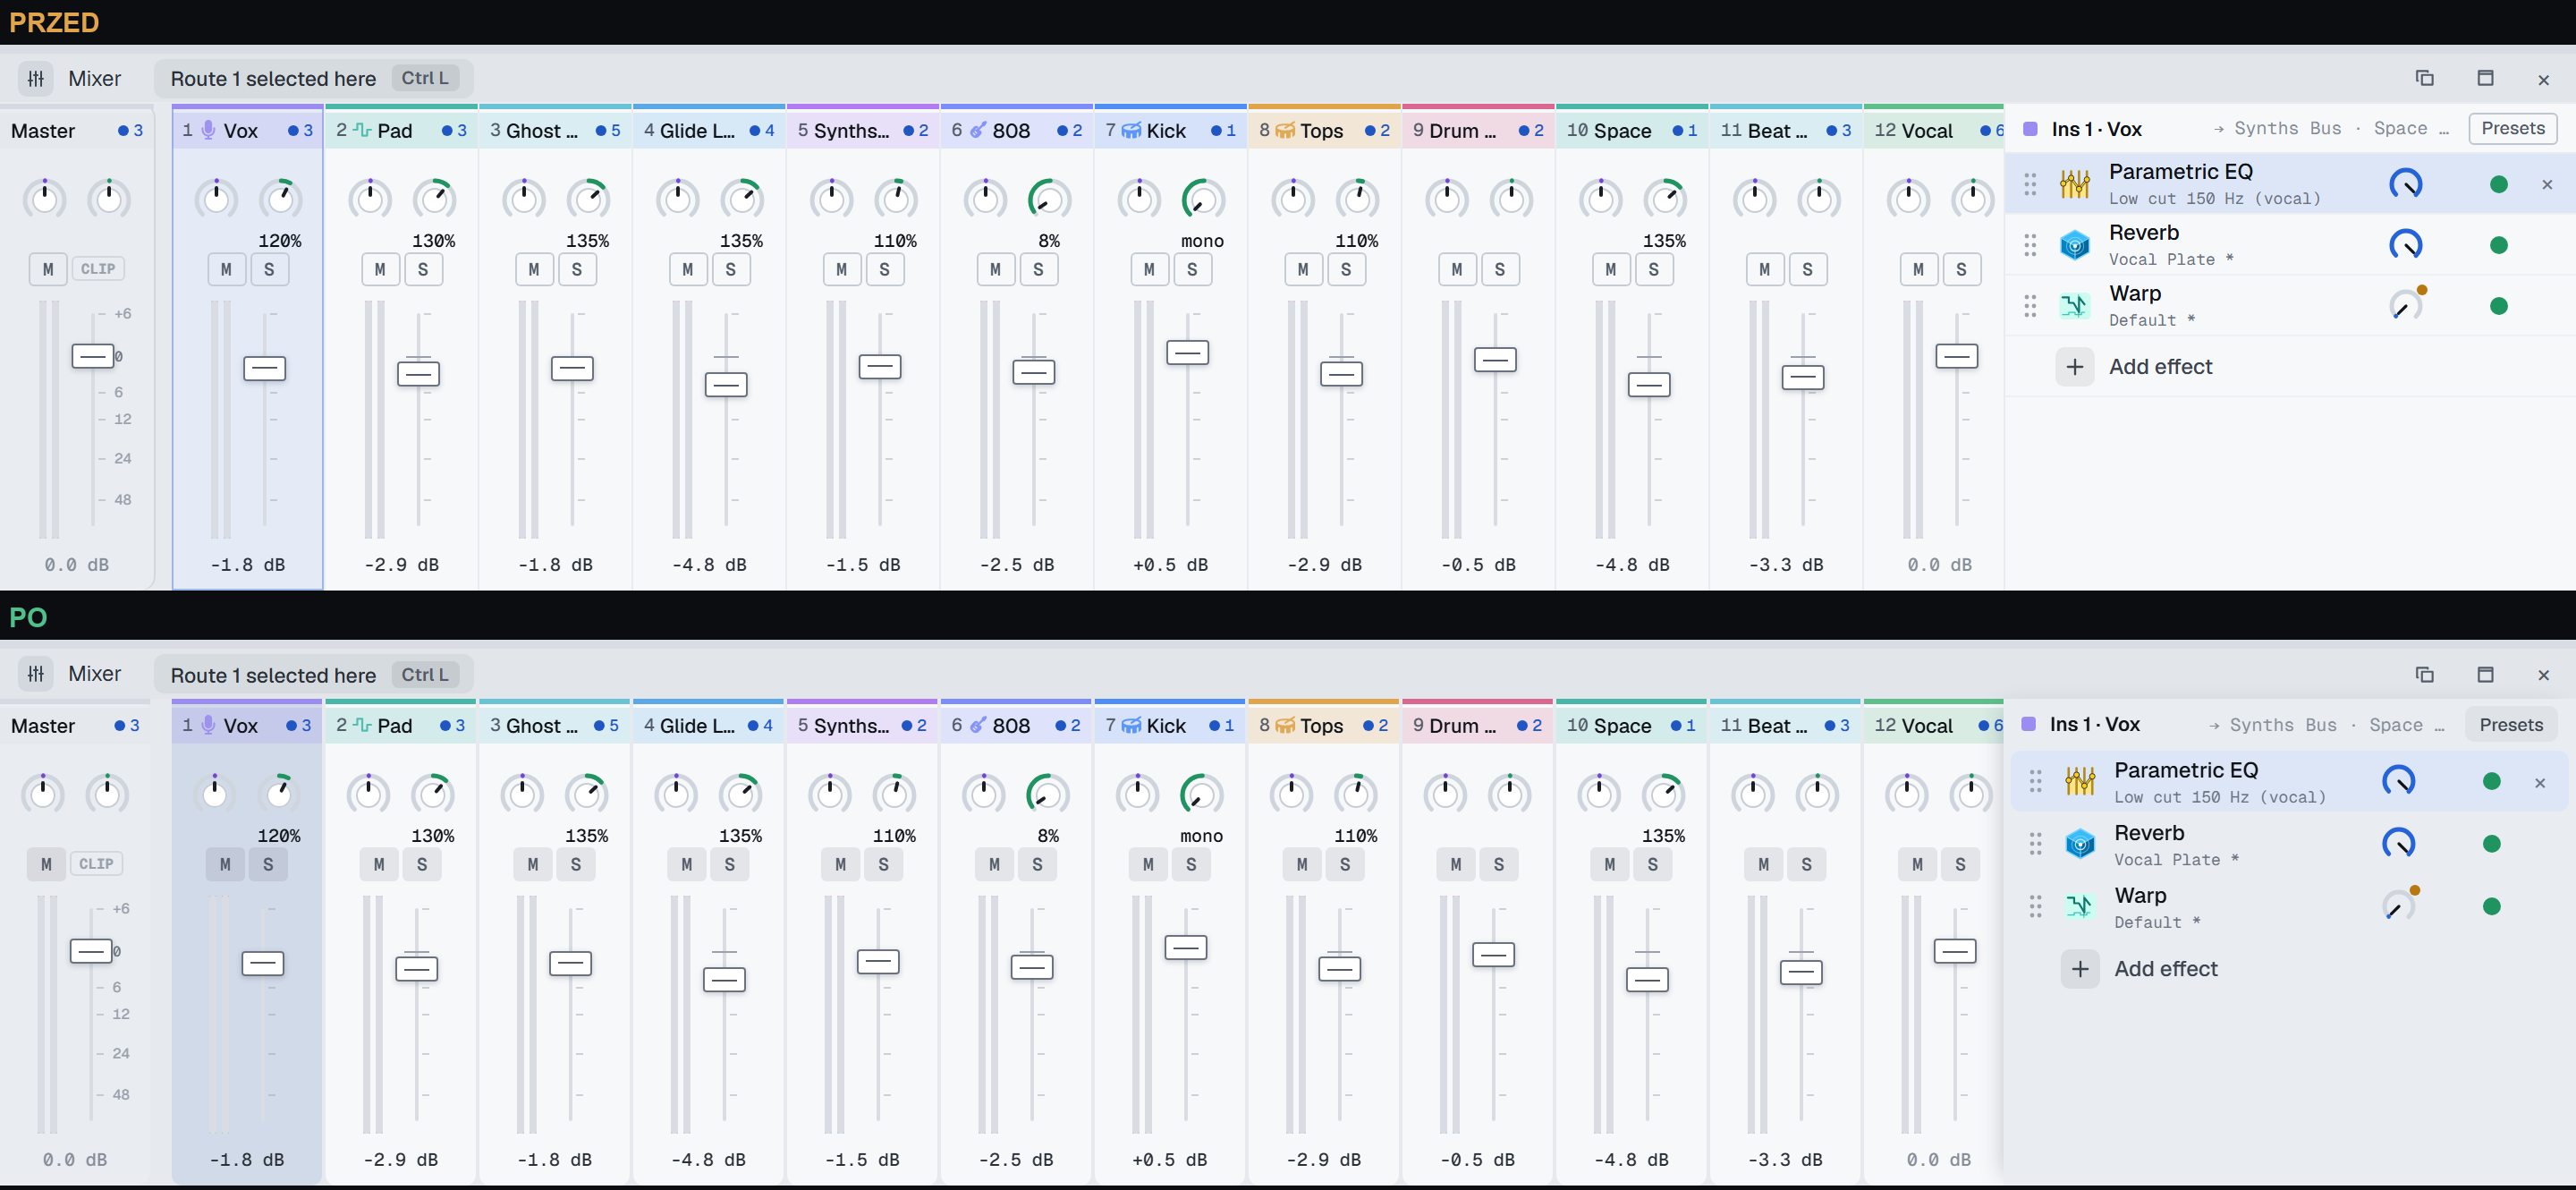 PRZED
Mixer Route 1 selected here Ctrl L
Master 3 1 Vox 3 2 Pad 3 3 Ghost ... 5 4 Glide L... 4 5 Synths... 2 6 808 2 7 Kick 1 8 Tops 2 9 Drum ... 2 10 Space 1 11 Beat ... 3 12 Vocal 6
120% 130% 135% 135% 110% 8% mono 110% 135%
M CLIP M S M S M S M S M S M S M S M S M S M S M S M S
+6
0
6
12
24
48
0.0 dB -1.8 dB -2.9 dB -1.8 dB -4.8 dB -1.5 dB -2.5 dB +0.5 dB -2.9 dB -0.5 dB -4.8 dB -3.3 dB 0.0 dB
Ins 1 · Vox → Synths Bus · Space … Presets
Parametric EQ
Low cut 150 Hz (vocal)
Reverb
Vocal Plate *
Warp
Default *
+ Add effect
PO
Mixer Route 1 selected here Ctrl L
Master 3 1 Vox 3 2 Pad 3 3 Ghost ... 5 4 Glide L... 4 5 Synths... 2 6 808 2 7 Kick 1 8 Tops 2 9 Drum ... 2 10 Space 1 11 Beat ... 3 12 Vocal 6
120% 130% 135% 135% 110% 8% mono 110% 135%
M CLIP M S M S M S M S M S M S M S M S M S M S M S M S
+6
0
6
12
24
48
0.0 dB -1.8 dB -2.9 dB -1.8 dB -4.8 dB -1.5 dB -2.5 dB +0.5 dB -2.9 dB -0.5 dB -4.8 dB -3.3 dB 0.0 dB
Ins 1 · Vox → Synths Bus · Space … Presets
Parametric EQ
Low cut 150 Hz (vocal)
Reverb
Vocal Plate *
Warp
Default *
+ Add effect